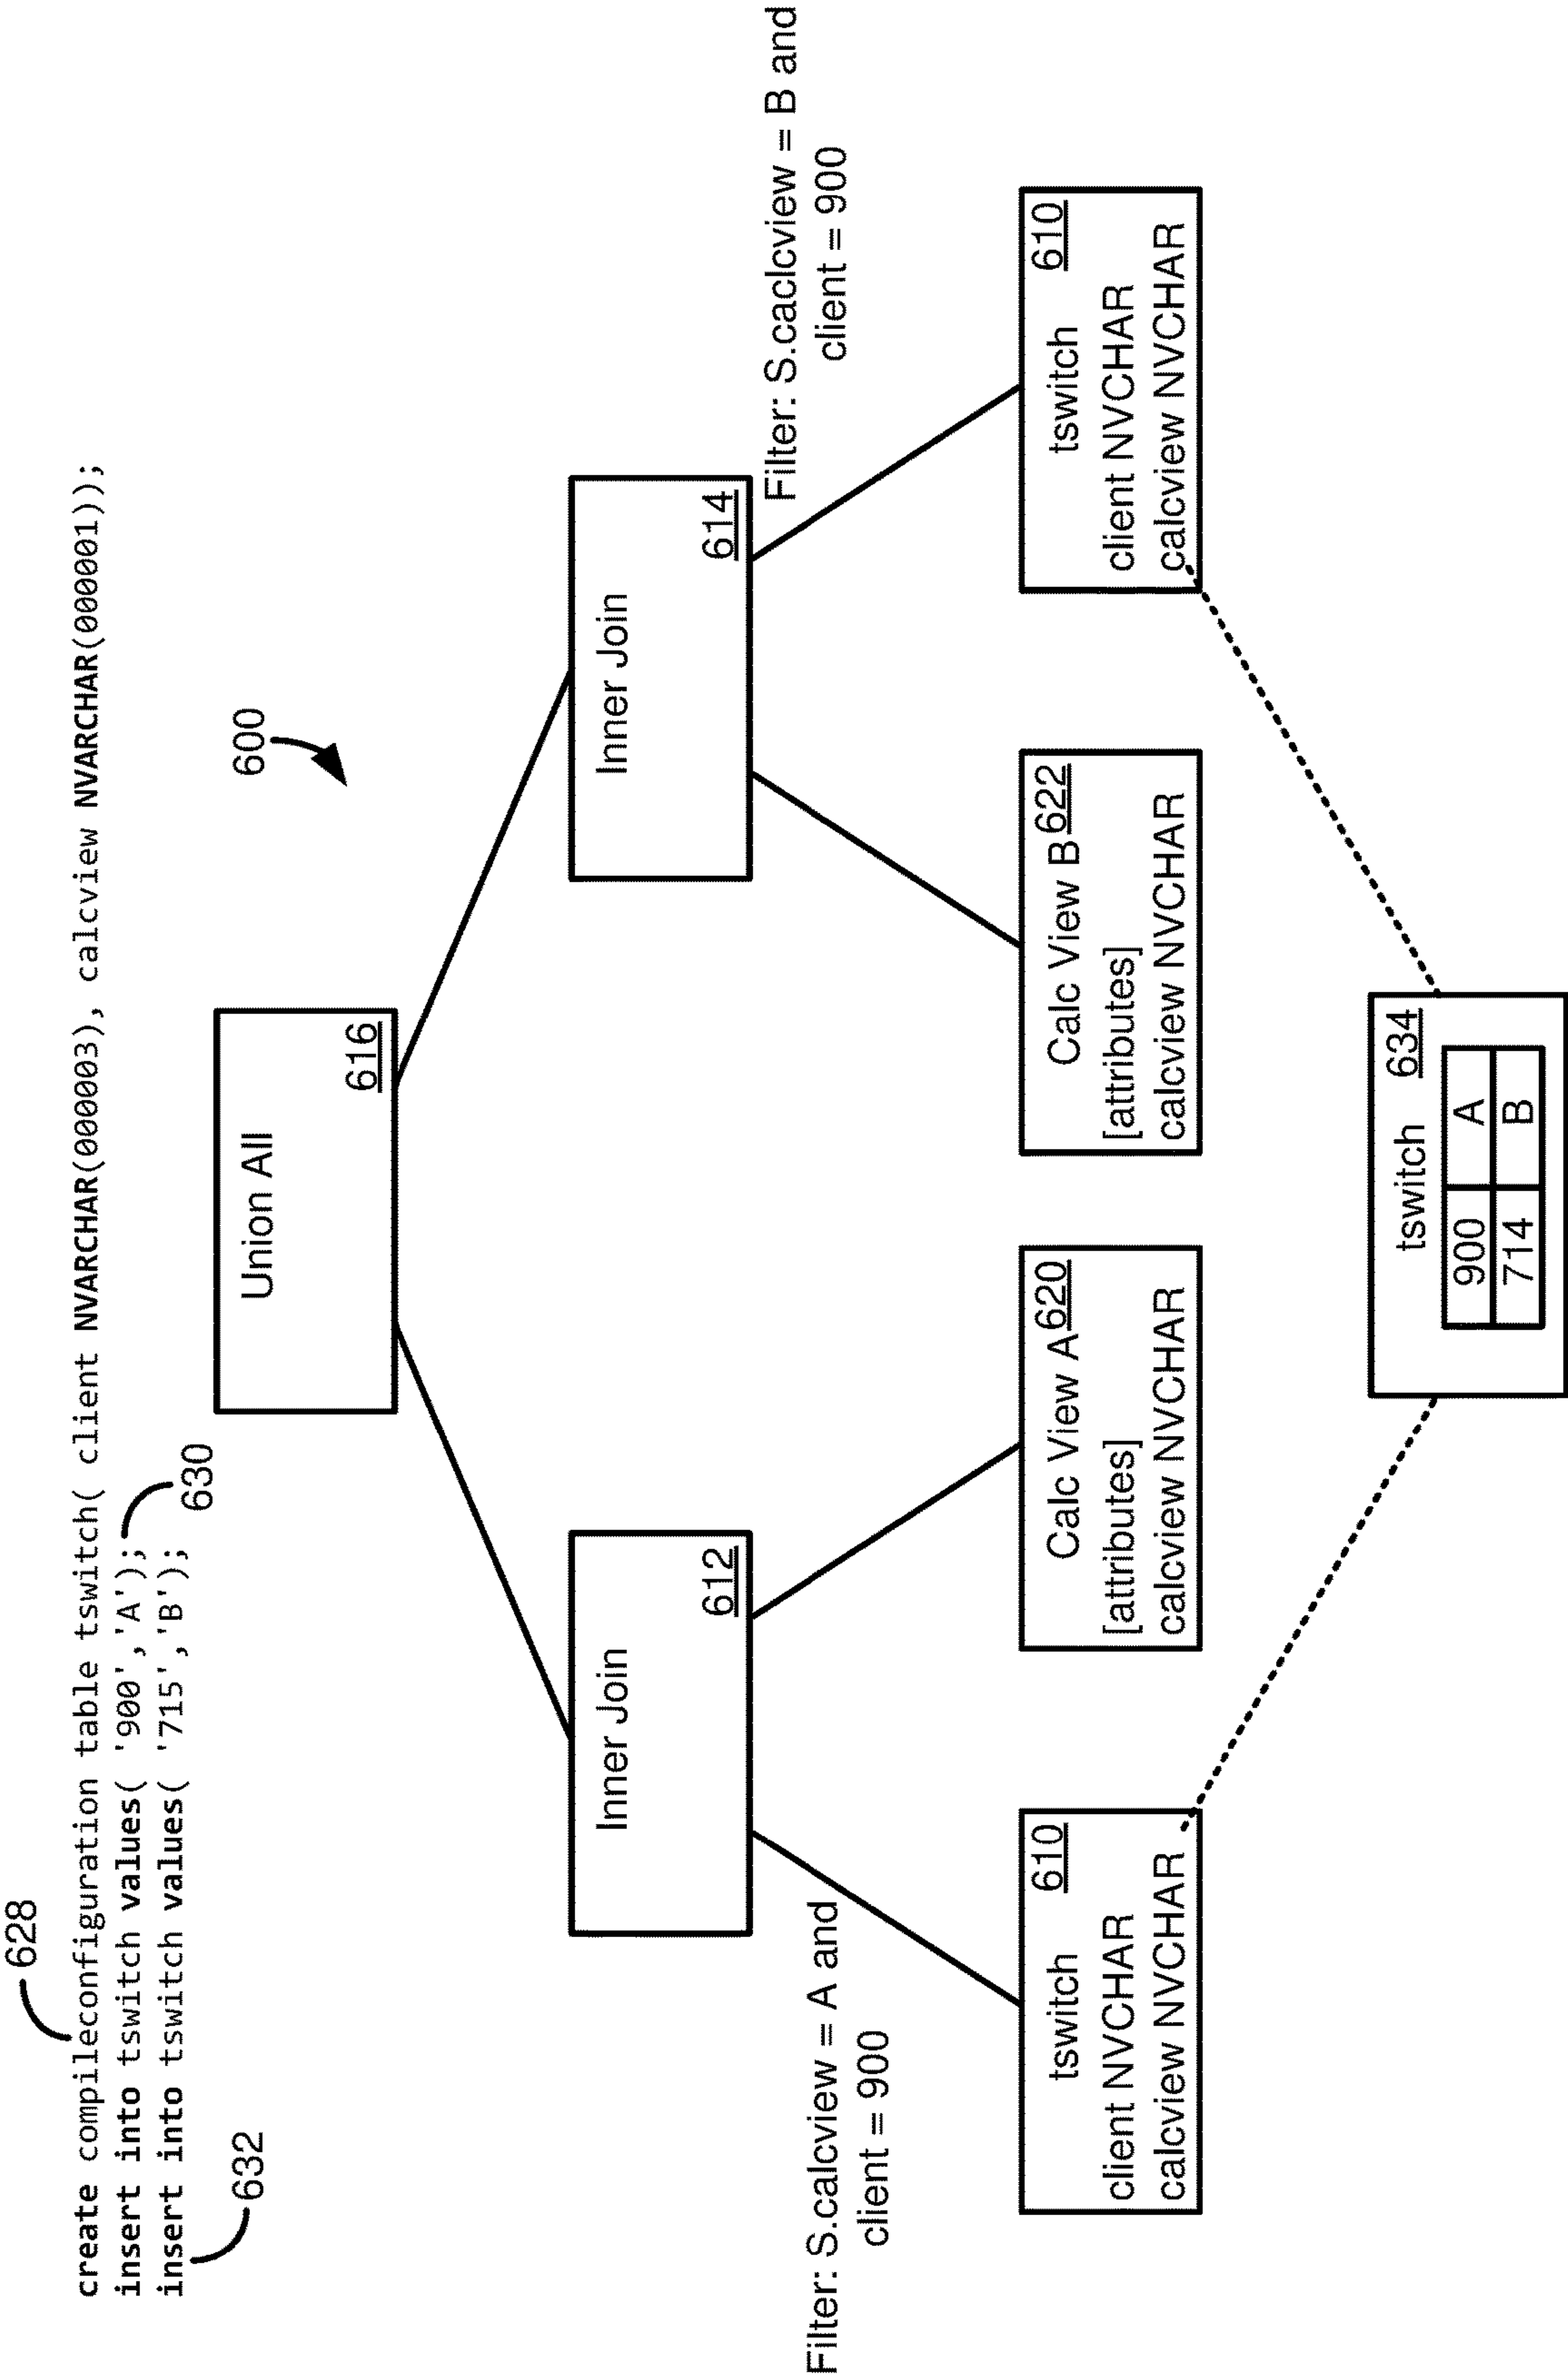 628
create compileconfiguration table tswitch( client NVARCHAR(000003), calcview NVARCHAR(000001));
insert into tswitch values( '900','A');
insert into tswitch values( '715','B');
630
632
600
Union All
616
Inner Join
612
Inner Join
614
Filter: S.calcview = A and
client = 900
Filter: S.caclcview = B and
client = 900
tswitch
610
client NVCHAR
calcview NVCHAR
Calc View A
620
[attributes]
calcview NVCHAR
Calc View B
622
[attributes]
calcview NVCHAR
tswitch
610
client NVCHAR
calcview NVCHAR
tswitch
634
900 A
714 B